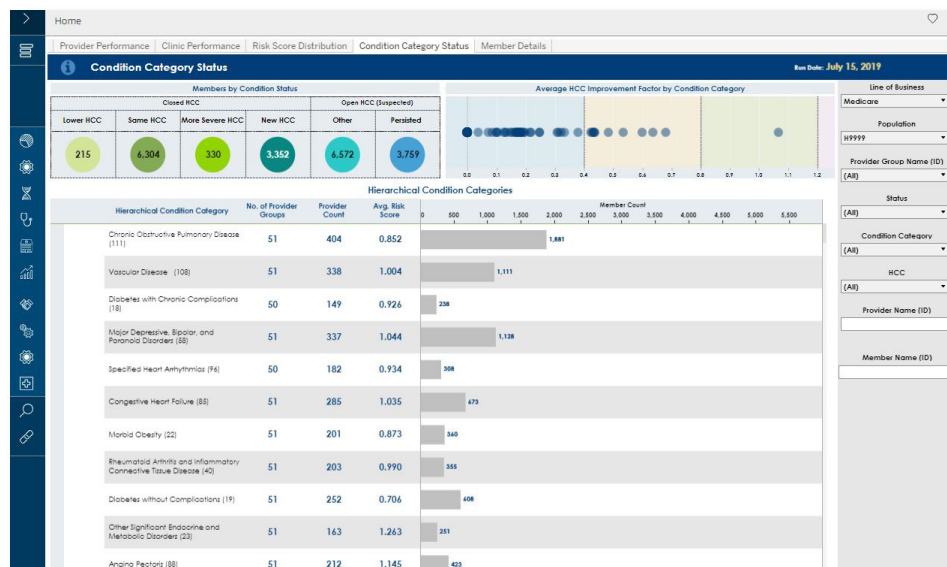 Home
Provider Performance
Clinic Performance
Risk Score Distribution
Condition Category Status
Member Details
Condition Category Status
Run Date: July 15, 2019
Members by Condition Status
Closed HCC
Open HCC (Suspected)
Lower HCC
Same HCC
More Severe HCC
New HCC
Other
Persisted
215
6,304
330
3,352
6,572
3,759
Average HCC Improvement Factor by Condition Category
0.0 0.1 0.2 0.3 0.4 0.5 0.6 0.7 0.8 0.9 1.0 1.1 1.2
Line of Business
Medicare
Population
H9999
Provider Group Name (ID)
(All)
Status
(All)
Condition Category
(All)
HCC
(All)
Provider Name (ID)
Member Name (ID)
Hierarchical Condition Categories
Hierarchical Condition Category
No. of Provider
Groups
Provider
Count
Avg. Risk
Score
Member Count
0 500 1,000 1,500 2,000 2,500 3,000 3,500 4,000 4,500 5,000 5,500
Chronic Obstructive Pulmonary Disease
(111)
51 404 0.852 1,881
Vascular Disease (108) 51 338 1.004 1,111
Diabetes with Chronic Complications
(18)
50 149 0.926 238
Major Depressive, Bipolar, and
Paranoid Disorders (58)
51 337 1.044 1,128
Specified Heart Arrhythmias (96) 50 182 0.934 308
Congestive Heart Failure (85) 51 285 1.035 673
Morbid Obesity (22) 51 201 0.873 360
Rheumatoid Arthritis and Inflammatory
Connective Tissue Disease (40)
51 203 0.990 355
Diabetes without Complications (19) 51 252 0.706 608
Other Significant Endocrine and
Metabolic Disorders (23)
51 163 1.263 251
Angina Pectoris (88) 51 212 1.145 423